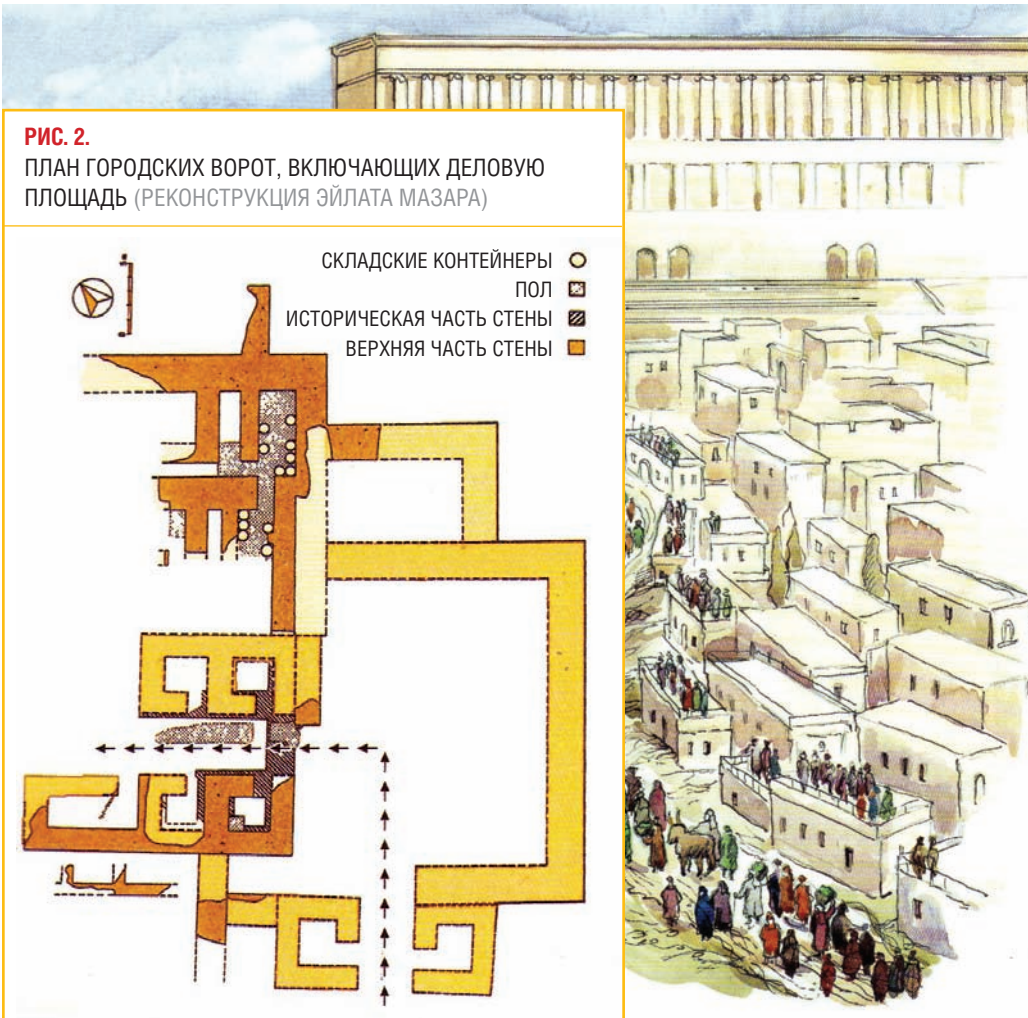 РИС. 2.
ПЛАН ГОРОДСКИХ ВОРОТ, ВКЛЮЧАЮЩИХ ДЕЛОВУЮ
ПЛОЩАДЬ (РЕКОНСТРУКЦИЯ ЭЙЛАТА МАЗАРА)
СКЛАДСКИЕ КОНТЕЙНЕРЫ
ПОЛ
ИСТОРИЧЕСКАЯ ЧАСТЬ СТЕНЫ
ВЕРХНЯЯ ЧАСТЬ СТЕНЫ